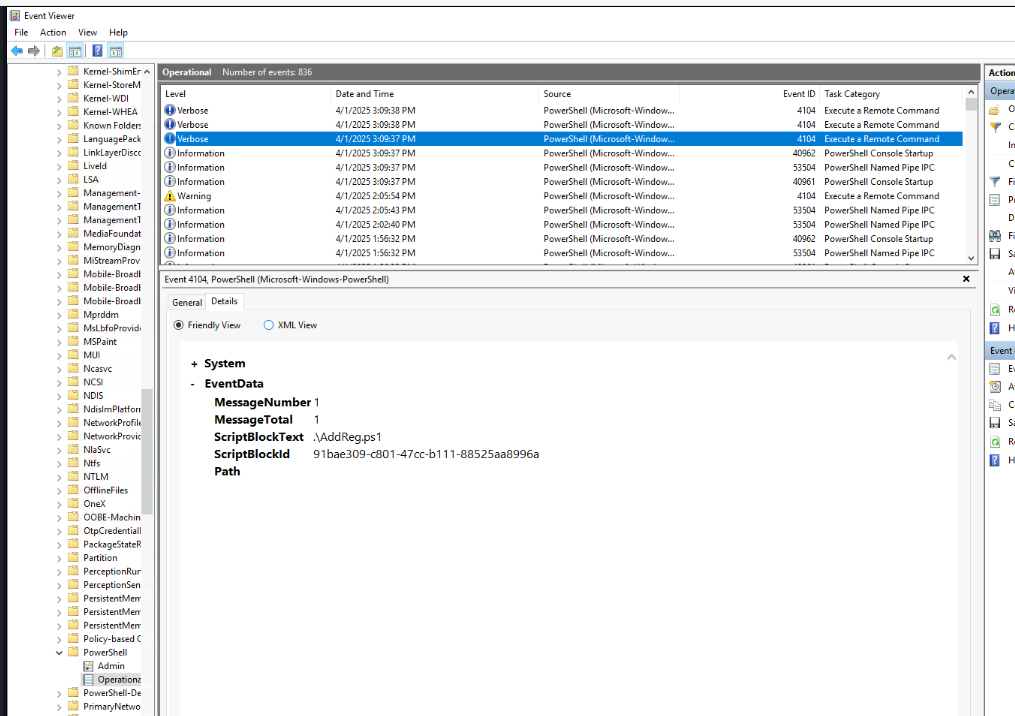 Event Viewer
File Action View Help
Kernel-ShimEr
Kernel-StoreM
Kernel-WDI
Kernel-WHEA
Known Folders
LanguagePack
LinkLayerDisco
LiveId
LSA
Management-
ManagementT
ManagementT
MediaFoundat
MemoryDiagn
MiStreamProv
Mobile-Broadl
Mobile-Broadl
Mobile-Broadl
Mprddm
MsLbfoProvide
MSPaint
MUI
Ncasvc
NCSI
NDIS
NdisImPlatforr
NetworkProfile
NetworkProvic
NlaSvc
Ntfs
NTLM
OfflineFiles
OneX
OOBE-Machin
OtpCredentiall
PackageStateR
Partition
PerceptionRur
PerceptionSen
PersistentMem
PersistentMem
PersistentMem
Policy-based C
PowerShell
Admin
Operationa
PowerShell-De
PrimaryNetwo
Operational Number of events: 836
Level Date and Time Source Event ID Task Category
Verbose 4/1/2025 3:09:38 PM PowerShell (Microsoft-Window... 4104 Execute a Remote Command
Verbose 4/1/2025 3:09:38 PM PowerShell (Microsoft-Window... 4104 Execute a Remote Command
Verbose 4/1/2025 3:09:37 PM PowerShell (Microsoft-Window... 4104 Execute a Remote Command
Information 4/1/2025 3:09:37 PM PowerShell (Microsoft-Window... 40962 PowerShell Console Startup
Information 4/1/2025 3:09:37 PM PowerShell (Microsoft-Window... 53504 PowerShell Named Pipe IPC
Information 4/1/2025 3:09:37 PM PowerShell (Microsoft-Window... 40961 PowerShell Console Startup
Warning 4/1/2025 2:05:54 PM PowerShell (Microsoft-Window... 4104 Execute a Remote Command
Information 4/1/2025 2:05:43 PM PowerShell (Microsoft-Window... 53504 PowerShell Named Pipe IPC
Information 4/1/2025 2:02:40 PM PowerShell (Microsoft-Window... 53504 PowerShell Named Pipe IPC
Information 4/1/2025 1:56:32 PM PowerShell (Microsoft-Window... 40962 PowerShell Console Startup
Information 4/1/2025 1:56:32 PM PowerShell (Microsoft-Window... 53504 PowerShell Named Pipe IPC
Event 4104, PowerShell (Microsoft-Windows-PowerShell)
General Details
Friendly View XML View
+ System
- EventData
MessageNumber 1
MessageTotal 1
ScriptBlockText .\AddReg.ps1
ScriptBlockId 91bae309-c801-47cc-b111-88525aa8996a
Path
Action
Opera
O
C
In
C
Fi
Pr
D
Fi
Sa
A
Vi
Re
H
Event
Ev
A
C
Sa
Re
H